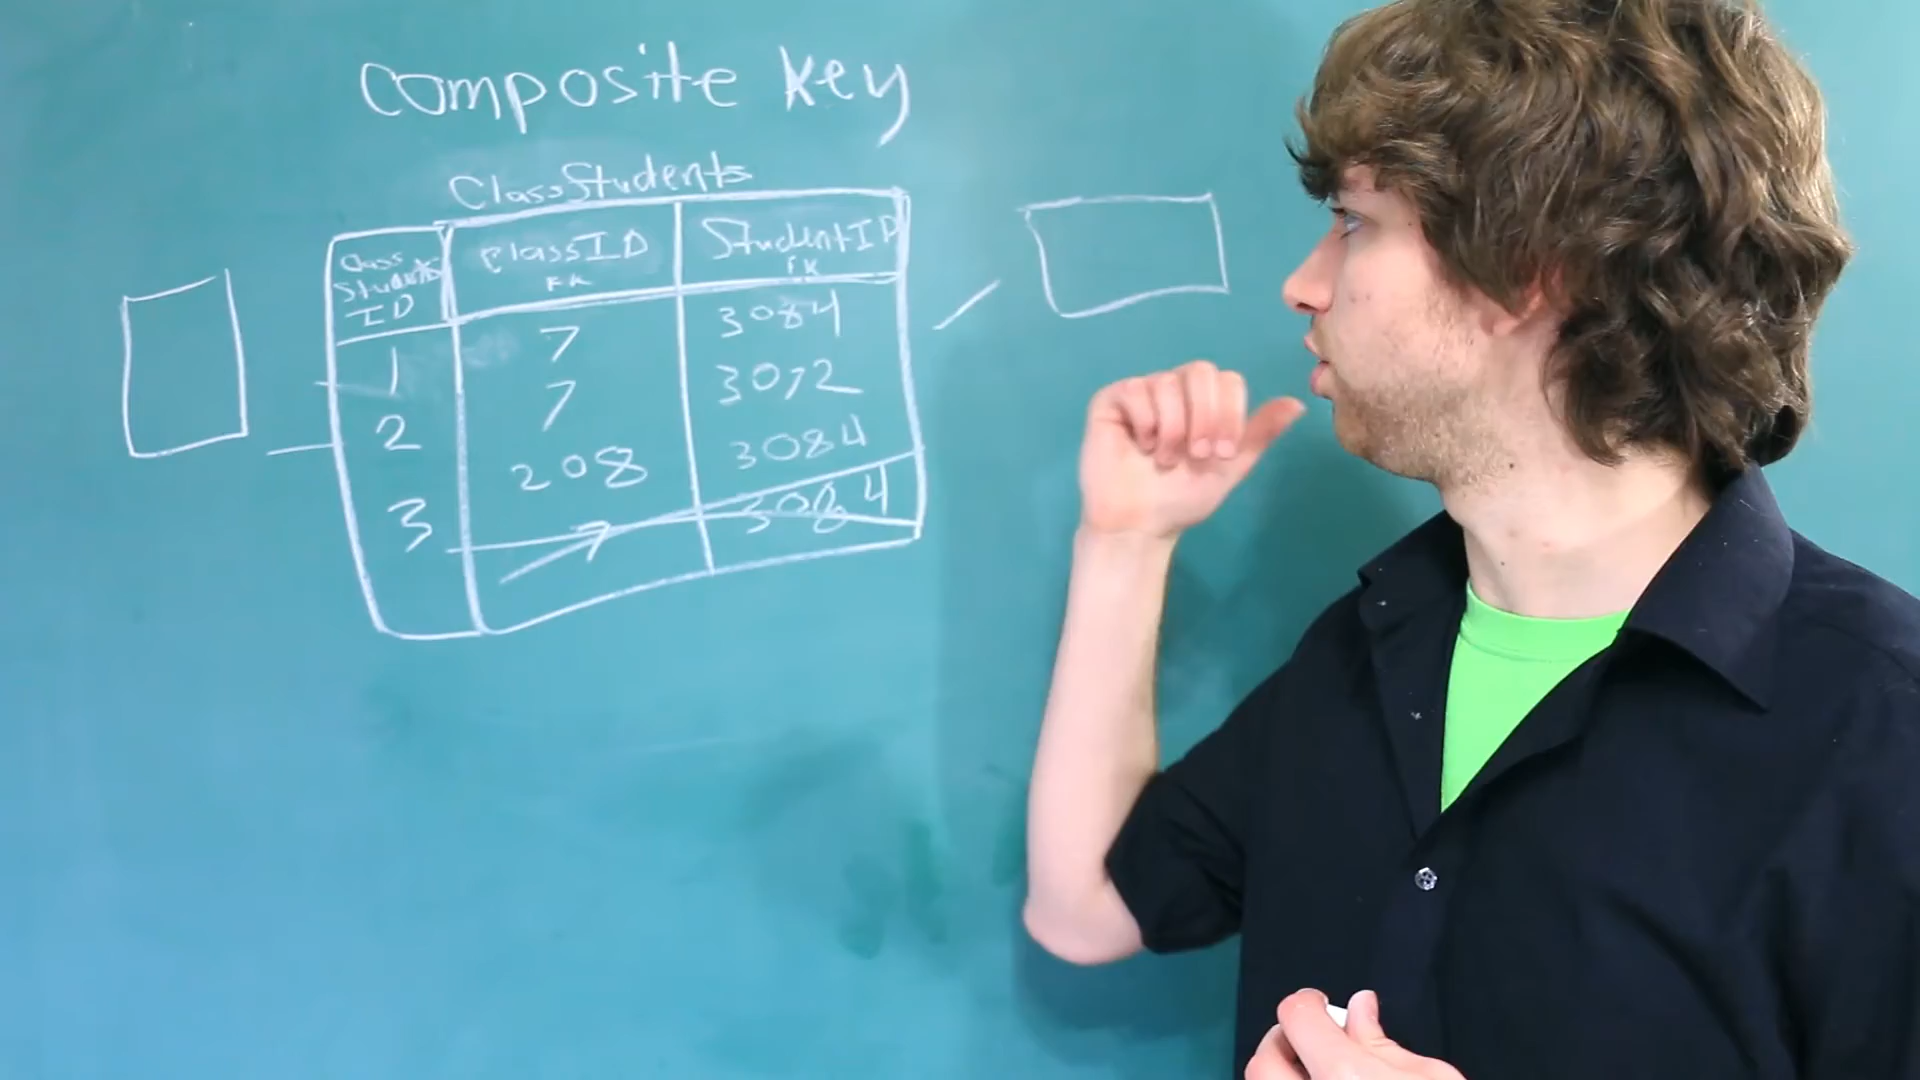 composite key
ClassStudents
Class Students ID
ClassID FK
StudentID FK
1 7 3084
2 7 3072
3 208 3084
3084